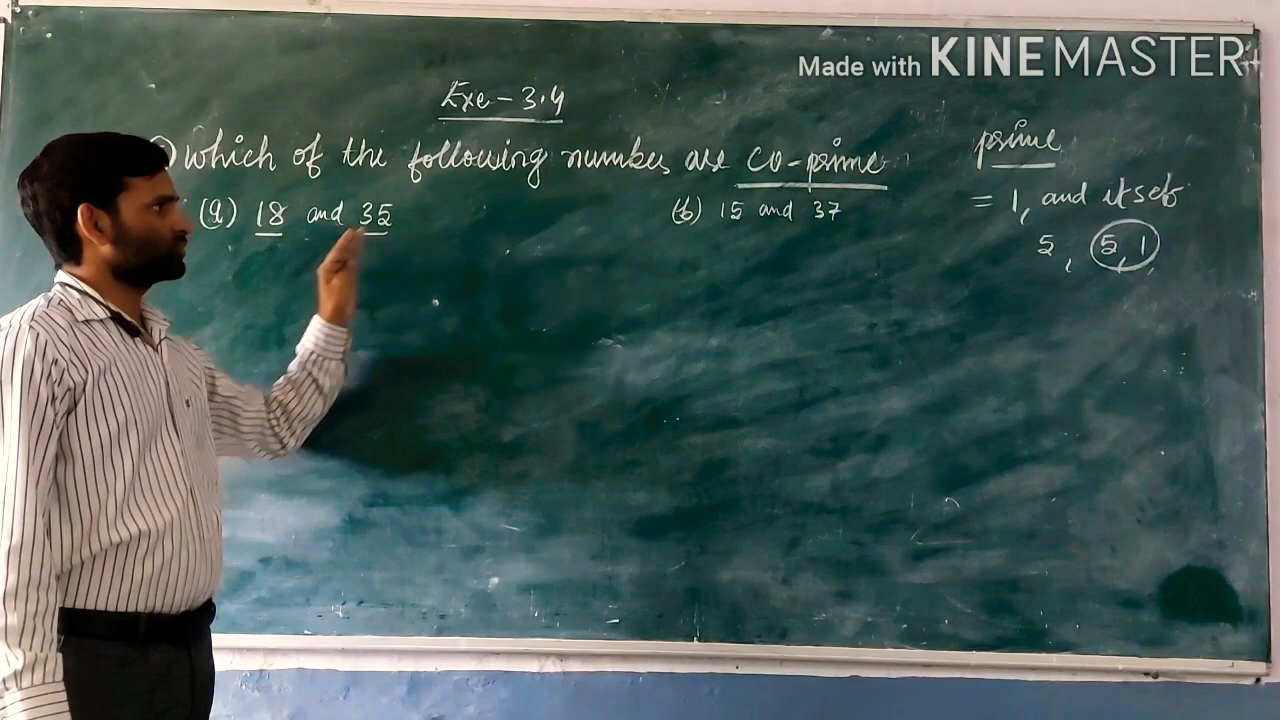 Made with KINEMASTER
Exe - 3.4
which of the following number are co-prime
(a) 18 and 35
(b) 15 and 37
prime
= 1, and itself
5, 5, 1